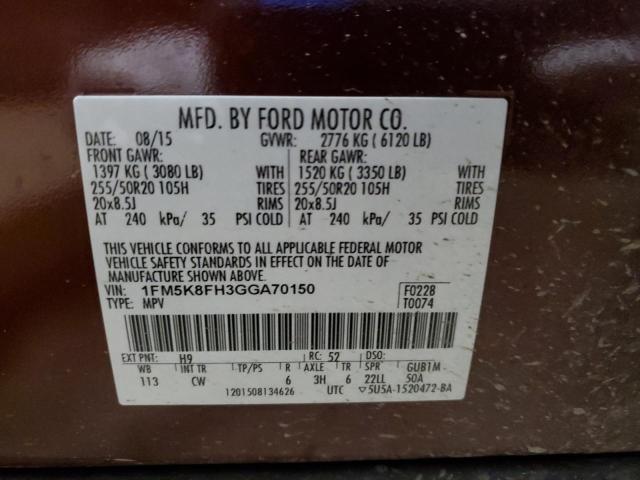 MFD. BY FORD MOTOR CO.
DATE: 08/15 GVWR: 2776 KG ( 6120 LB)
FRONT GAWR: REAR GAWR:
1397 KG ( 3080 LB) WITH 1520 KG ( 3350 LB) WITH
255/50R20 105H TIRES 255/50R20 105H TIRES
20x8.5J RIMS 20x8.5J RIMS
AT 240 kPa/ 35 PSI COLD AT 240 kPa/ 35 PSI COLD
THIS VEHICLE CONFORMS TO ALL APPLICABLE FEDERAL MOTOR
VEHICLE SAFETY STANDARDS IN EFFECT ON THE DATE OF
MANUFACTURE SHOWN ABOVE.
VIN: 1FM5K8FH3GGA70150 F0228
TYPE: MPV T0074
EXT PNT: H9 RC: 52 DSO:
WB INT TR TP/PS R AXLE TR SPR GUB1M
113 CW 6 3H 6 22LL 50A
1201508134626 UTC ▽5U5A-1520472-BA